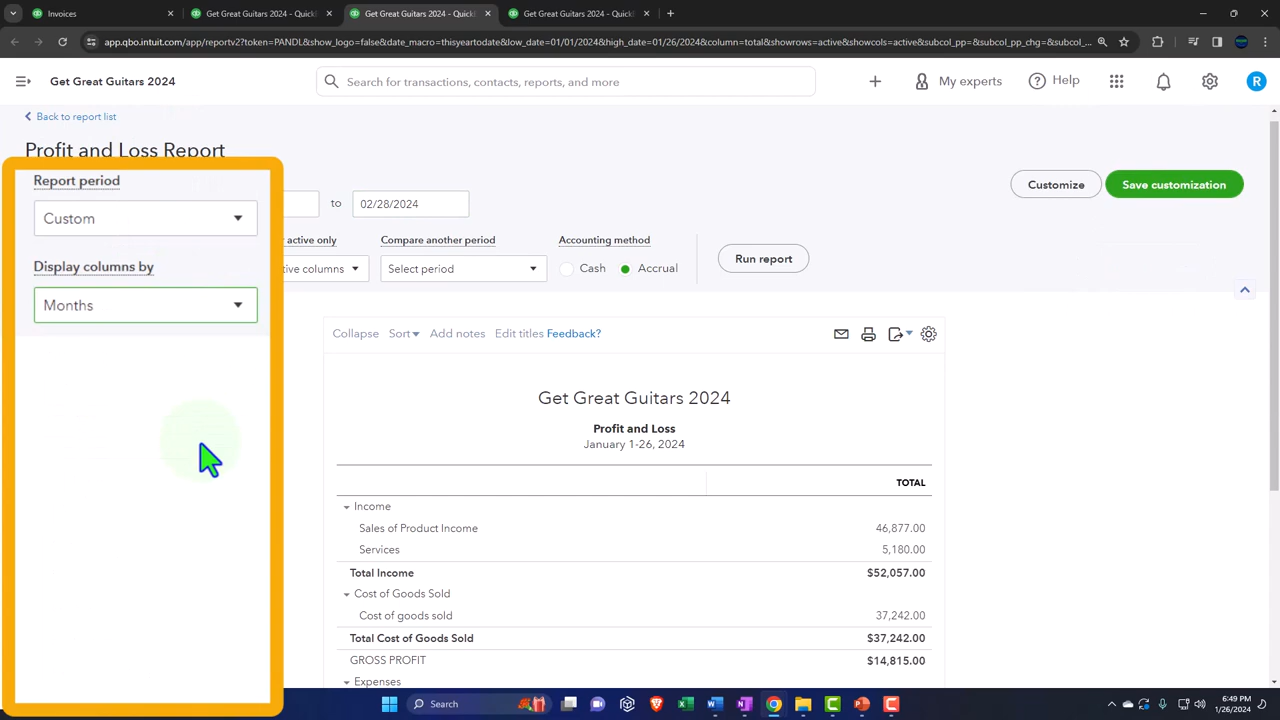 Invoices
Get Great Guitars 2024 - QuickB
Get Great Guitars 2024 - QuickB
Get Great Guitars 2024 - QuickB
app.qbo.intuit.com/app/reportv2?token=PANDL&show_logo=false&date_macro=thisyeartodate&low_date=01/01/2024&high_date=01/26/2024&column=total&showrows=active&subcol_pp=&subcol_pp_chg=&subcol_...
Get Great Guitars 2024
Search for transactions, contacts, reports, and more
My experts
Help
R
Back to report list
Profit and Loss Report
Report period
Custom
to
02/28/2024
Customize
Save customization
Display columns by
Months
active only
tive columns
Compare another period
Select period
Accounting method
Cash
Accrual
Run report
Collapse
Sort
Add notes
Edit titles
Feedback?
Get Great Guitars 2024
Profit and Loss
January 1-26, 2024
TOTAL
Income
Sales of Product Income 46,877.00
Services 5,180.00
Total Income $52,057.00
Cost of Goods Sold
Cost of goods sold 37,242.00
Total Cost of Goods Sold $37,242.00
GROSS PROFIT $14,815.00
Expenses
Search
6:49 PM
1/26/2024